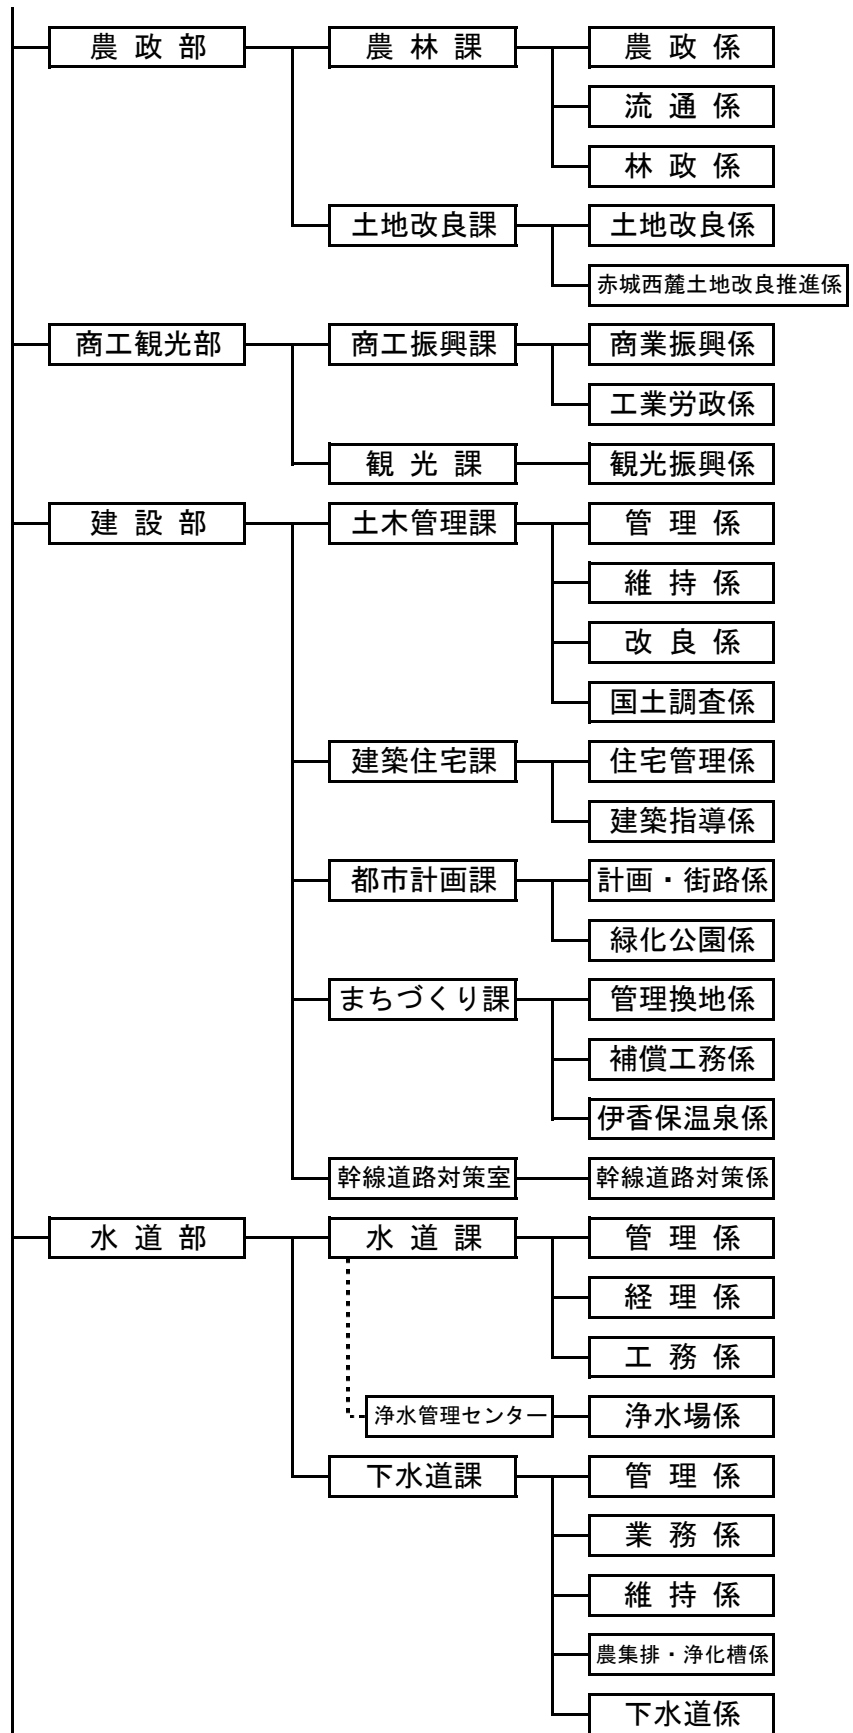 農政部 農林課 農政係
流通係
林政係
土地改良課 土地改良係
赤城西麓土地改良推進係
商工観光部 商工振興課 商業振興係
工業労政係
観光課 観光振興係
建設部 土木管理課 管理係
維持係
改良係
国土調査係
建築住宅課 住宅管理係
建築指導係
都市計画課 計画・街路係
緑化公園係
まちづくり課 管理換地係
補償工務係
伊香保温泉係
幹線道路対策室 幹線道路対策係
水道部 水道課 管理係
経理係
工務係
浄水管理センター 浄水場係
下水道課 管理係
業務係
維持係
農集排・浄化槽係
下水道係